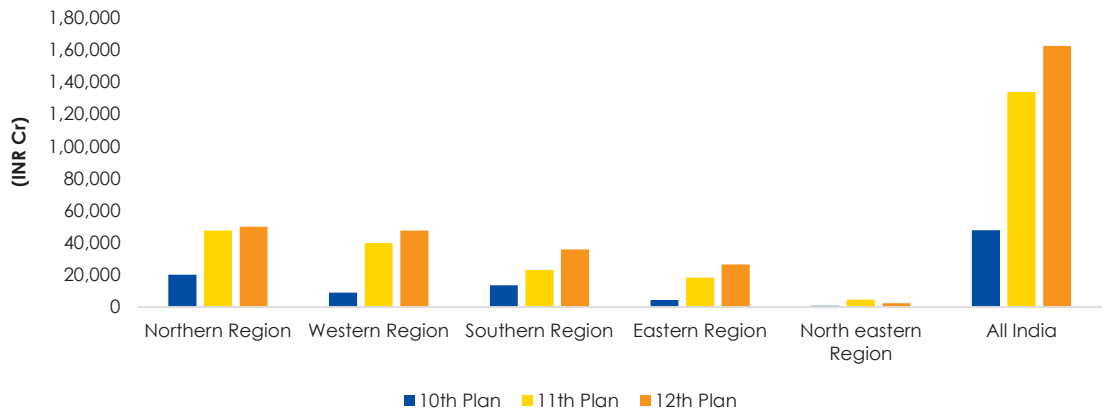 1,80,000
1,60,000
1,40,000
1,20,000
1,00,000
80,000
60,000
40,000
20,000
0
(INR Cr)
Northern Region
Western Region
Southern Region
Eastern Region
North eastern
Region
All India
10th Plan
11th Plan
12th Plan